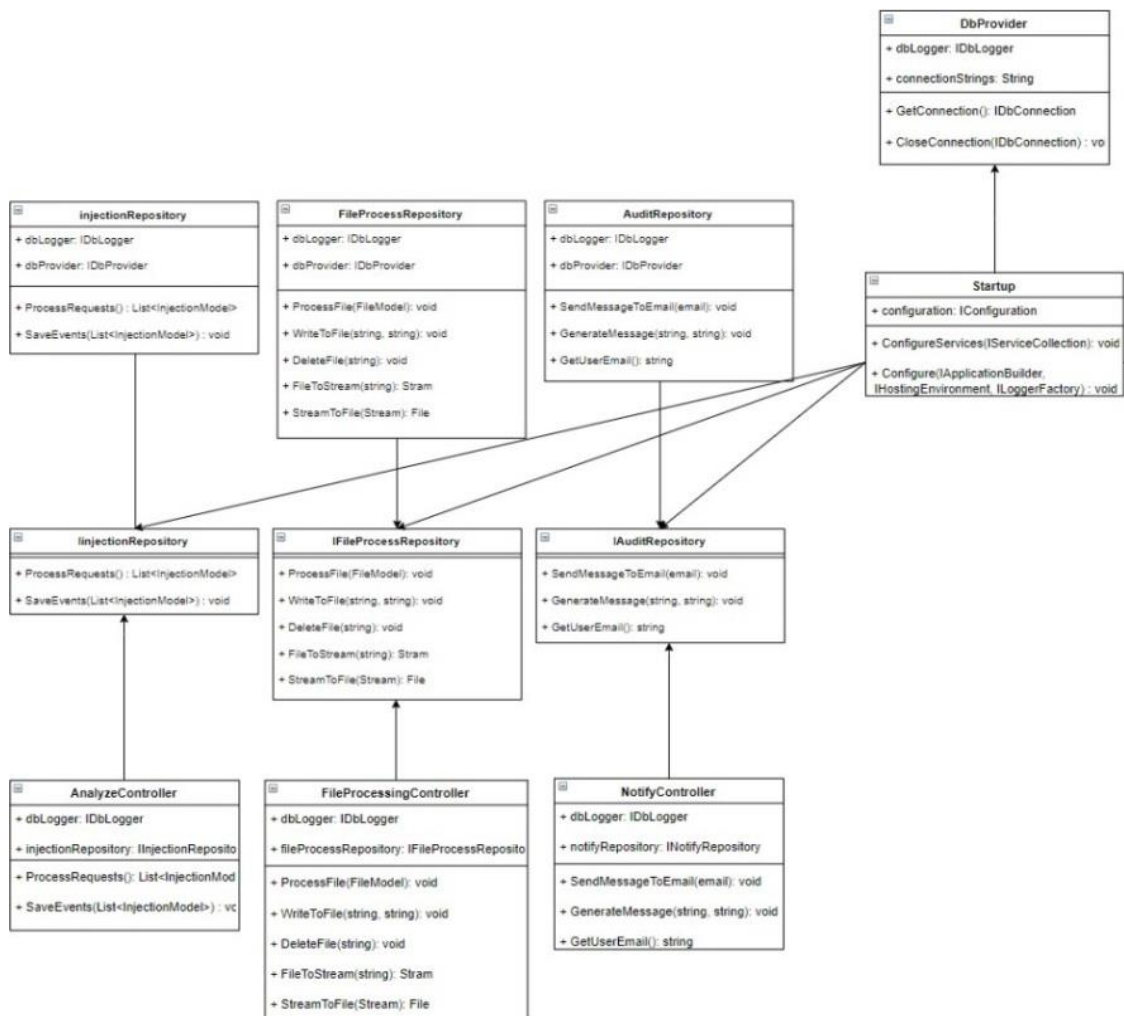 DbProvider
+ dbLogger: IDbLogger
+ connectionStrings: String
+ GetConnection(): IDbConnection
+ CloseConnection(IDbConnection) : vo
injectionRepository
+ dbLogger: IDbLogger
+ dbProvider: IDbProvider
+ ProcessRequests() : List<InjectionModel>
+ SaveEvents(List<InjectionModel>) : void
FileProcessRepository
+ dbLogger: IDbLogger
+ dbProvider: IDbProvider
+ ProcessFile(FileModel): void
+ WriteToFile(string, string): void
+ DeleteFile(string): void
+ FileToStream(string): Stram
+ StreamToFile(Stream): File
AuditRepository
+ dbLogger: IDbLogger
+ dbProvider: IDbProvider
+ SendMessageToEmail(email): void
+ GenerateMessage(string, string): void
+ GetUserEmail(): string
Startup
+ configuration: IConfiguration
+ ConfigureServices(IServiceCollection): void
+ Configure(IApplicationBuilder,
IHostingEnvironment, ILoggerFactory) : void
IinjectionRepository
+ ProcessRequests() : List<InjectionModel>
+ SaveEvents(List<InjectionModel>) : void
IFileProcessRepository
+ ProcessFile(FileModel): void
+ WriteToFile(string, string): void
+ DeleteFile(string): void
+ FileToStream(string): Stram
+ StreamToFile(Stream): File
IAuditRepository
+ SendMessageToEmail(email): void
+ GenerateMessage(string, string): void
+ GetUserEmail(): string
AnalyzeController
+ dbLogger: IDbLogger
+ injectionRepository: IInjectionReposito
+ ProcessRequests(): List<InjectionMod
+ SaveEvents(List<InjectionModel>) : vc
FileProcessingController
+ dbLogger: IDbLogger
+ fileProcessRepository: IFileProcessReposito
+ ProcessFile(FileModel): void
+ WriteToFile(string, string): void
+ DeleteFile(string): void
+ FileToStream(string): Stram
+ StreamToFile(Stream): File
NotifyController
+ dbLogger: IDbLogger
+ notifyRepository: INotifyRepository
+ SendMessageToEmail(email): void
+ GenerateMessage(string, string): void
+ GetUserEmail(): string